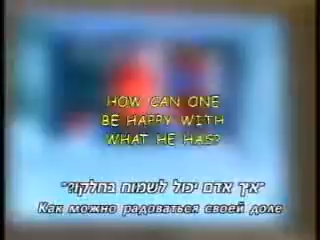 HOW CAN ONE
BE HAPPY WITH
WHAT HE HAS?
"איך אדם יכול לשמוח בחלקו?"
Как можно радоваться своей доле